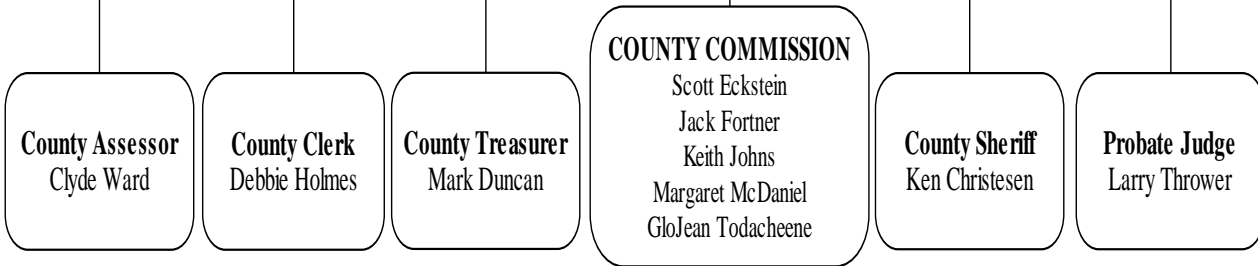 County Assessor
Clyde Ward
County Clerk
Debbie Holmes
County Treasurer
Mark Duncan
COUNTY COMMISSION
Scott Eckstein
Jack Fortner
Keith Johns
Margaret McDaniel
GloJean Todacheene
County Sheriff
Ken Christesen
Probate Judge
Larry Thrower